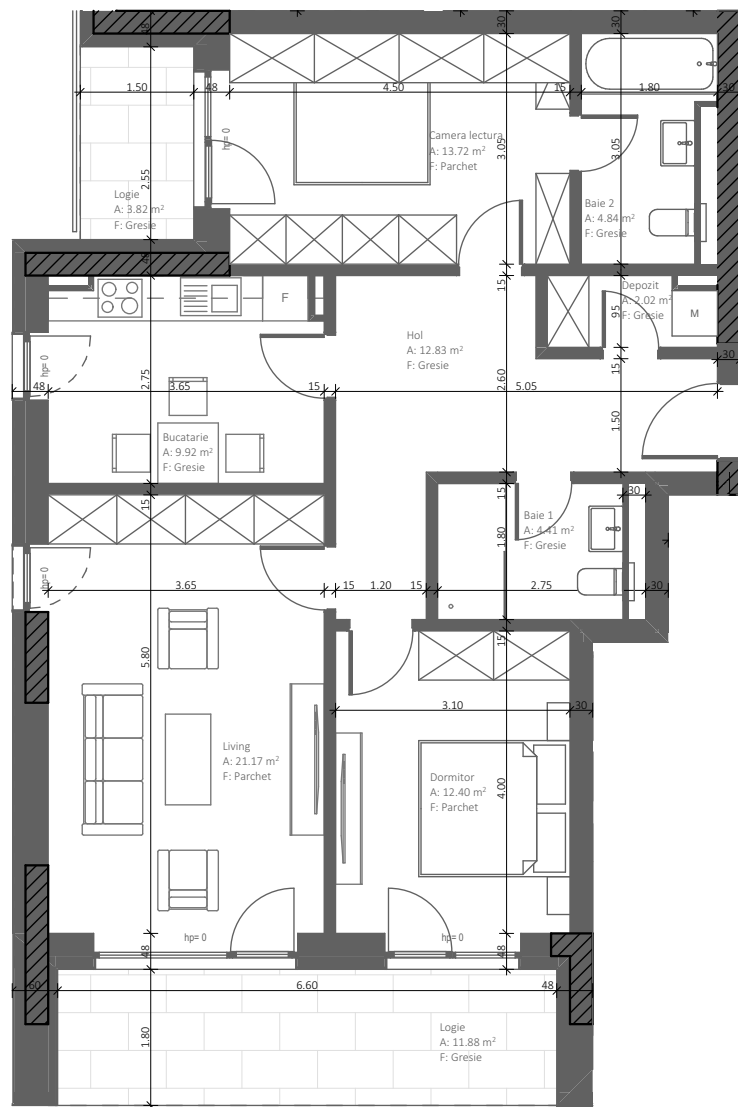 48
30
1.50
48
4.50
15
1.80
30
hp= 0
Camera lectura
A: 13.72 m²
F: Parchet
3.05
3.05
2.55
Logie
A: 3.82 m²
F: Gresie
Baie 2
A: 4.84 m²
F: Gresie
48
15
15
Depozit
A: 2.02 m²
F: Gresie
95
M
F
Hol
A: 12.83 m²
F: Gresie
30
hp= 0
48
3.65
15
5.05
2.75
2.60
15
1.50
Bucatarie
A: 9.92 m²
F: Gresie
15
15
30
Baie 1
A: 4.41 m²
F: Gresie
1.80
hp= 0
3.65
15
1.20
15
2.75
30
15
5.80
3.10
30
Living
A: 21.17 m²
F: Parchet
Dormitor
A: 12.40 m²
F: Parchet
4.00
hp= 0
hp= 0
48
48
60
6.60
48
1.80
Logie
A: 11.88 m²
F: Gresie